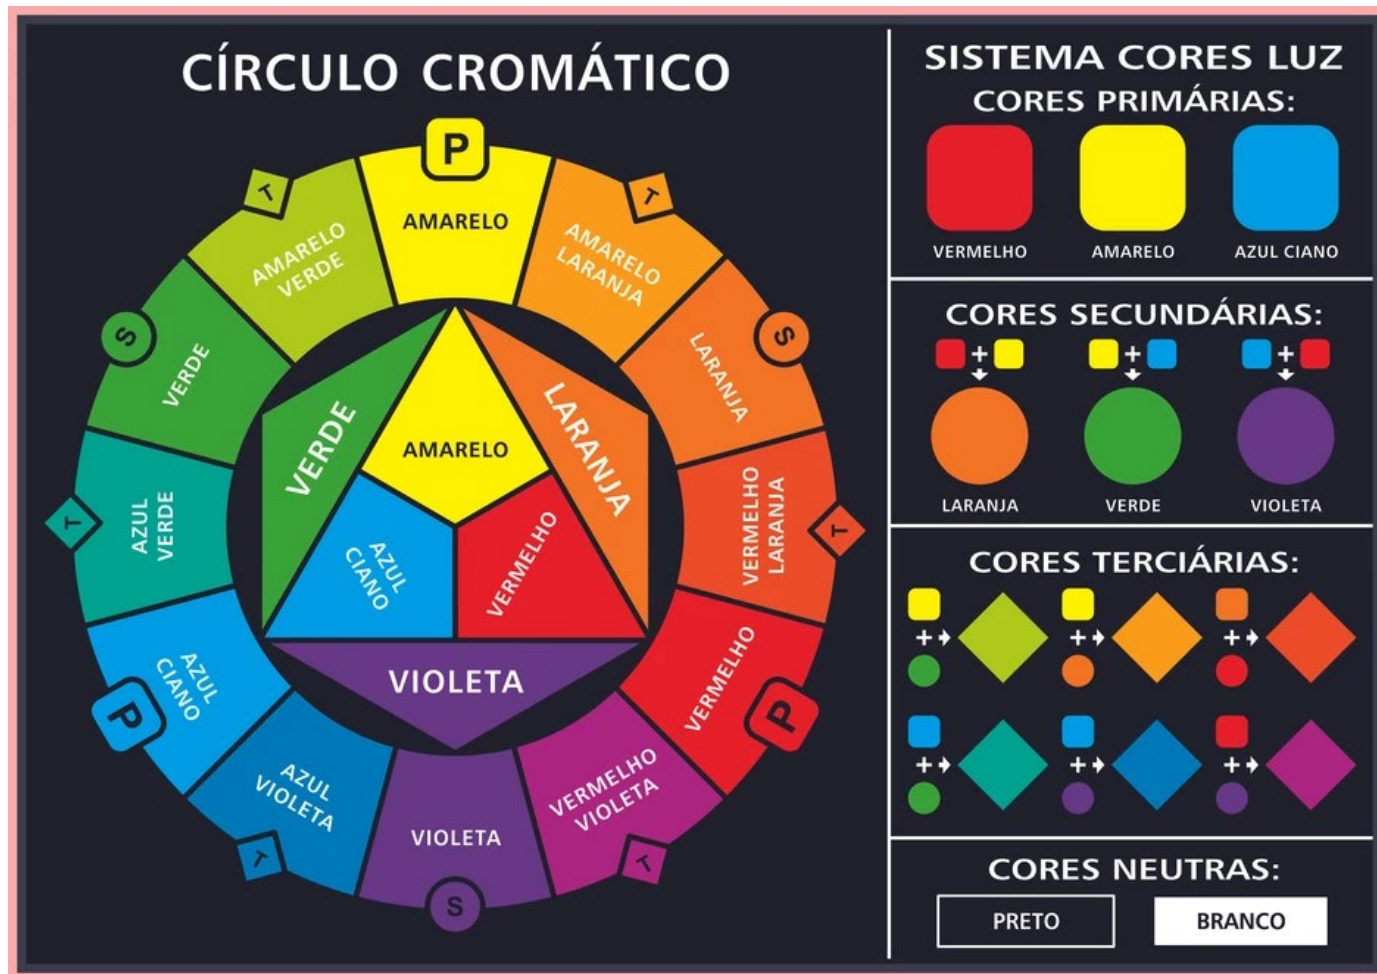 CÍRCULO CROMÁTICO
P
AMARELO
T
AMARELO
LARANJA
S
LARANJA
T
VERMELHO
LARANJA
P
VERMELHO
T
VERMELHO
VIOLETA
S
VIOLETA
T
AZUL
VIOLETA
P
AZUL
CIANO
T
AZUL
VERDE
S
VERDE
T
AMARELO
VERDE
VERDE
LARANJA
AMARELO
AZUL
CIANO
VERMELHO
VIOLETA
SISTEMA CORES LUZ
CORES PRIMÁRIAS:
VERMELHO AMARELO AZUL CIANO
CORES SECUNDÁRIAS:
+ + +
LARANJA VERDE VIOLETA
CORES TERCIÁRIAS:
+ + +
+ + +
CORES NEUTRAS:
PRETO BRANCO